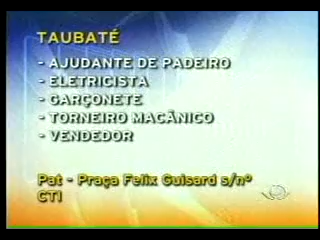 TAUBATÉ
- AJUDANTE DE PADEIRO
- ELETRICISTA
- GARÇONETE
- TORNEIRO MACÂNICO
- VENDEDOR
Pat - Praça Felix Guisard s/nº
CTI